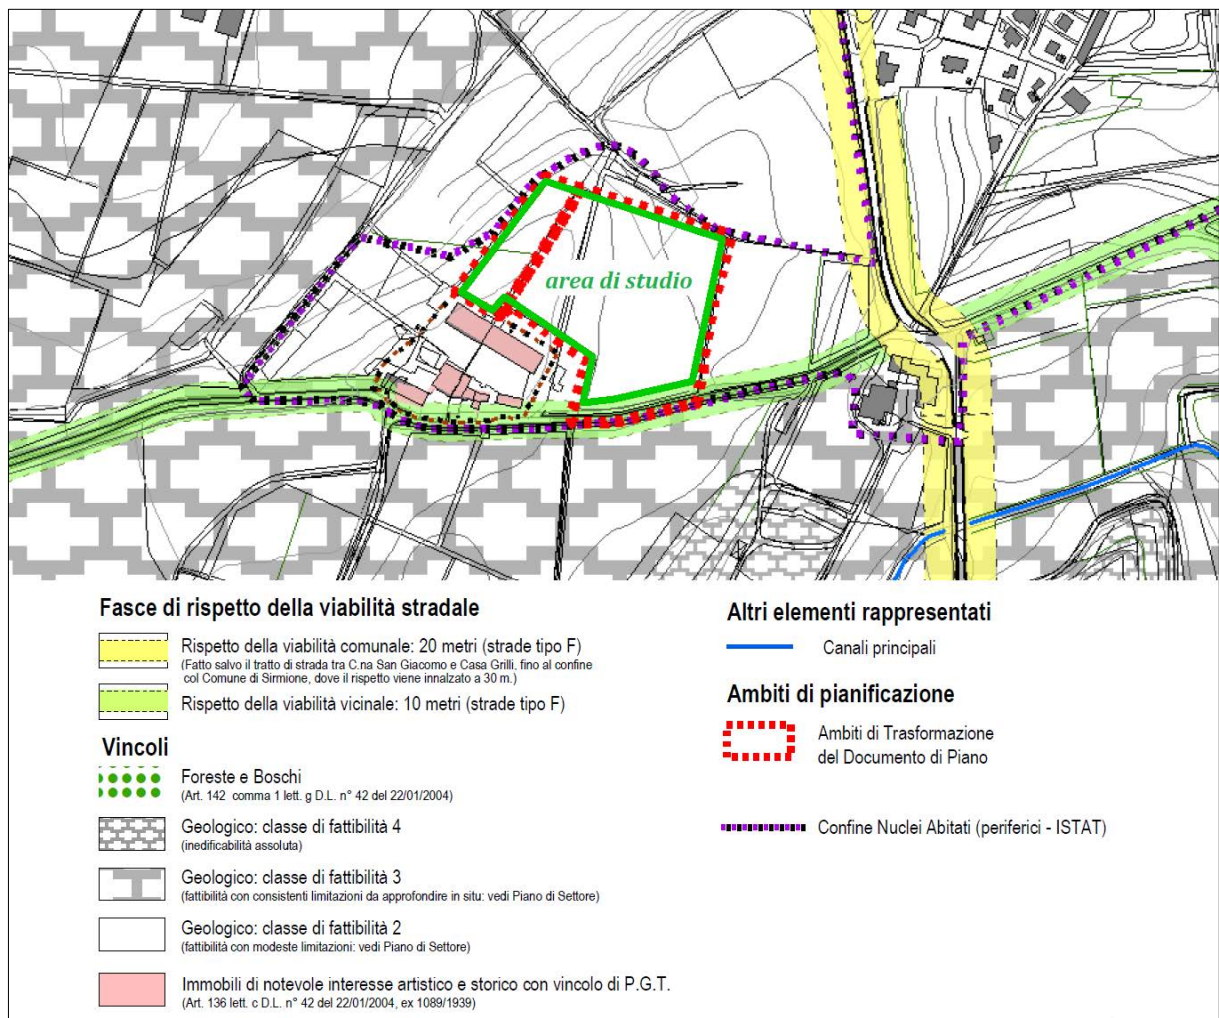 area di studio
Fasce di rispetto della viabilità stradale
Rispetto della viabilità comunale: 20 metri (strade tipo F)
(Fatto salvo il tratto di strada tra C.na San Giacomo e Casa Grilli, fino al confine
col Comune di Sirmione, dove il rispetto viene innalzato a 30 m.)
Rispetto della viabilità vicinale: 10 metri (strade tipo F)
Vincoli
Foreste e Boschi
(Art. 142 comma 1 lett. g D.L. n° 42 del 22/01/2004)
Geologico: classe di fattibilità 4
(inedificabilità assoluta)
Geologico: classe di fattibilità 3
(fattibilità con consistenti limitazioni da approfondire in situ: vedi Piano di Settore)
Geologico: classe di fattibilità 2
(fattibilità con modeste limitazioni: vedi Piano di Settore)
Immobili di notevole interesse artistico e storico con vincolo di P.G.T.
(Art. 136 lett. c D.L. n° 42 del 22/01/2004, ex 1089/1939)
Altri elementi rappresentati
Canali principali
Ambiti di pianificazione
Ambiti di Trasformazione
del Documento di Piano
Confine Nuclei Abitati (periferici - ISTAT)